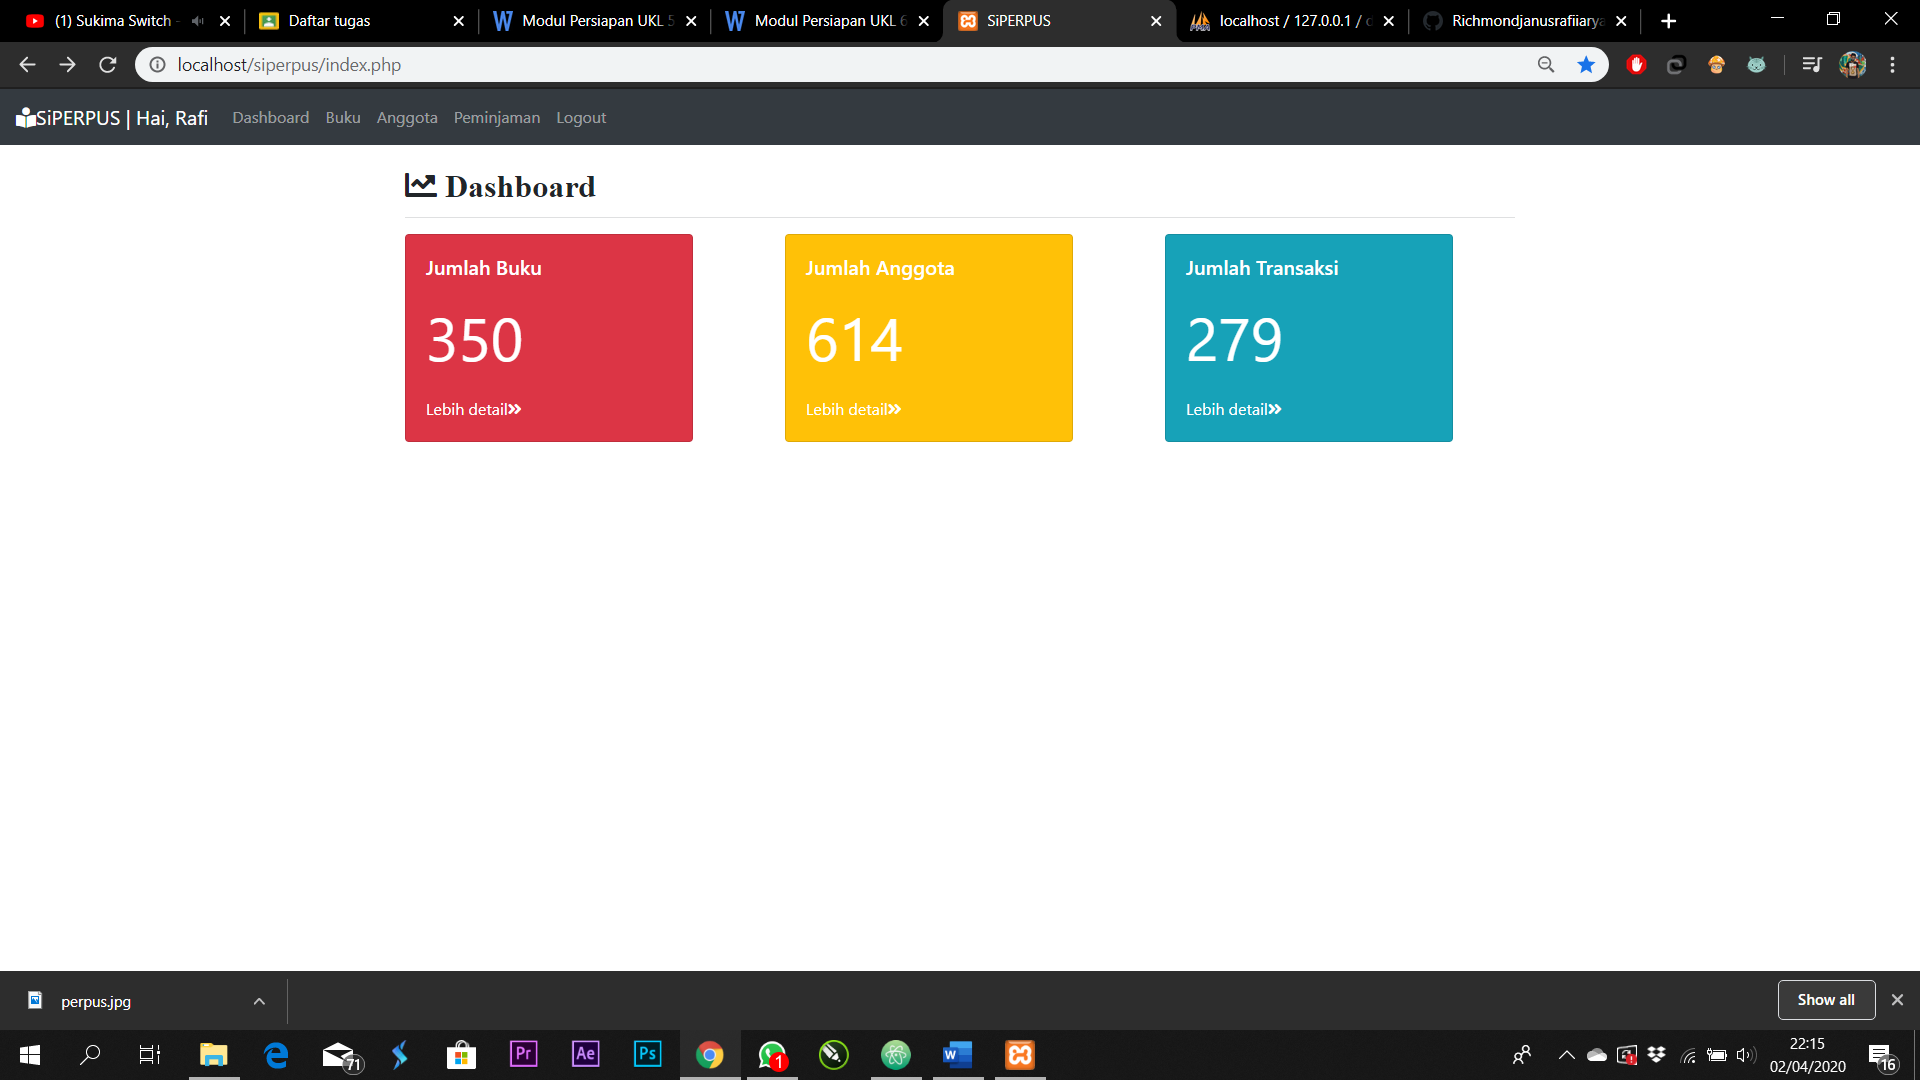 (1) Sukima Switch -
Daftar tugas
Modul Persiapan UKL 5
Modul Persiapan UKL 6
SiPERPUS
localhost / 127.0.0.1 /
Richmondjanusrafiiarya
localhost/siperpus/index.php
SiPERPUS | Hai, Rafi
Dashboard
Buku
Anggota
Peminjaman
Logout
Dashboard
Jumlah Buku
350
Lebih detail
Jumlah Anggota
614
Lebih detail
Jumlah Transaksi
279
Lebih detail
perpus.jpg
Show all
71
Pr
Ae
Ps
1
W
22:15
02/04/2020
16